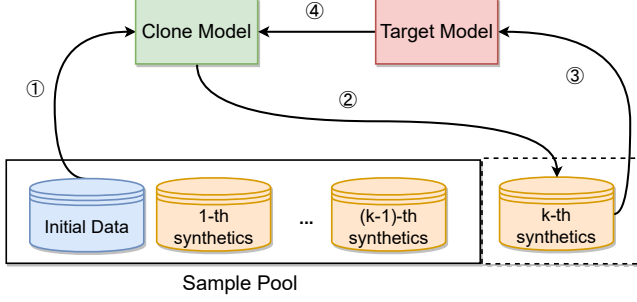 ④
Clone Model
Target Model
①
②
③
Initial Data
1-th
synthetics
...
(k-1)-th
synthetics
k-th
synthetics
Sample Pool